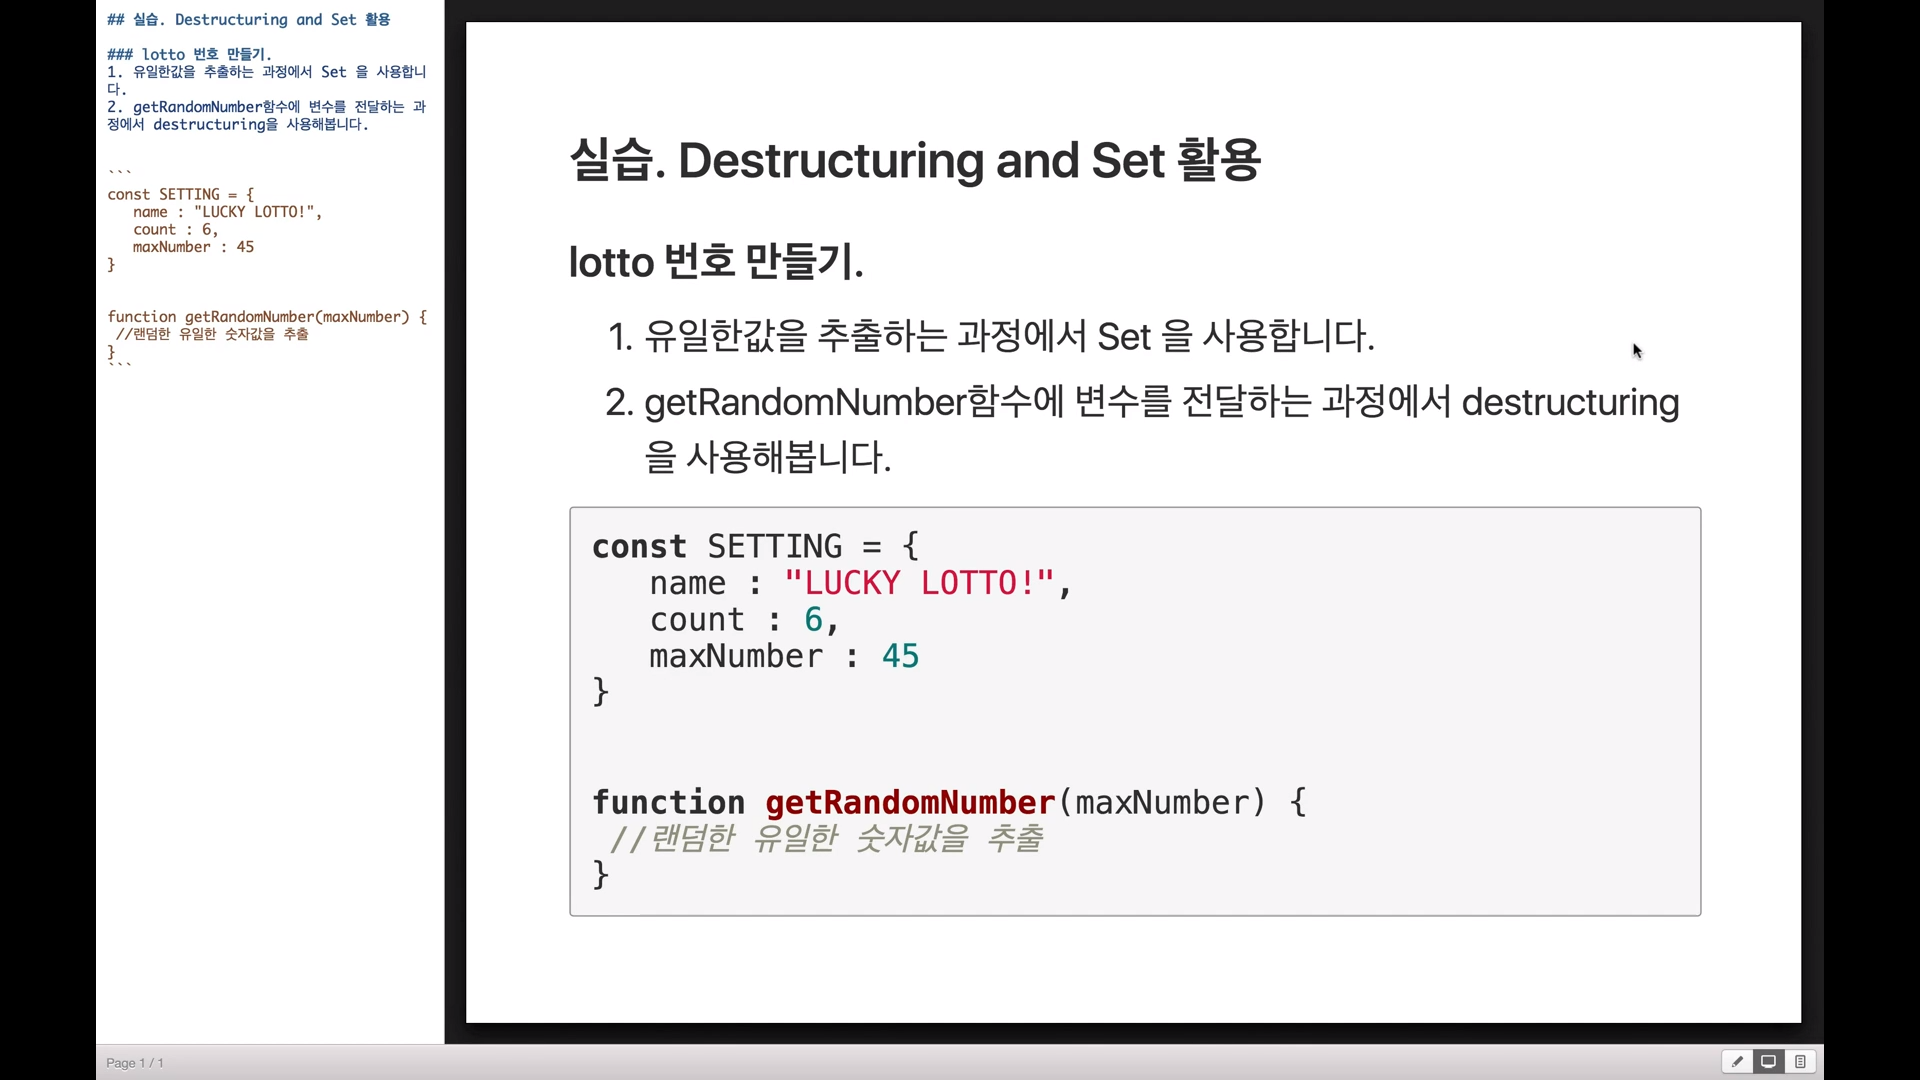 ## 실습. Destructuring and Set 활용
### lotto 번호 만들기.
1. 유일한값을 추출하는 과정에서 Set 을 사용합니
다.
2. getRandomNumber함수에 변수를 전달하는 과
정에서 destructuring을 사용해봅니다.
```
const SETTING = {
name : "LUCKY LOTTO!",
count : 6,
maxNumber : 45
}
function getRandomNumber(maxNumber) {
//랜덤한 유일한 숫자값을 추출
}
```
실습. Destructuring and Set 활용
lotto 번호 만들기.
1. 유일한값을 추출하는 과정에서 Set 을 사용합니다.
2. getRandomNumber함수에 변수를 전달하는 과정에서 destructuring
을 사용해봅니다.
const SETTING = {
name : "LUCKY LOTTO!",
count : 6,
maxNumber : 45
}
function getRandomNumber(maxNumber) {
//랜덤한 유일한 숫자값을 추출
}
Page 1 / 1